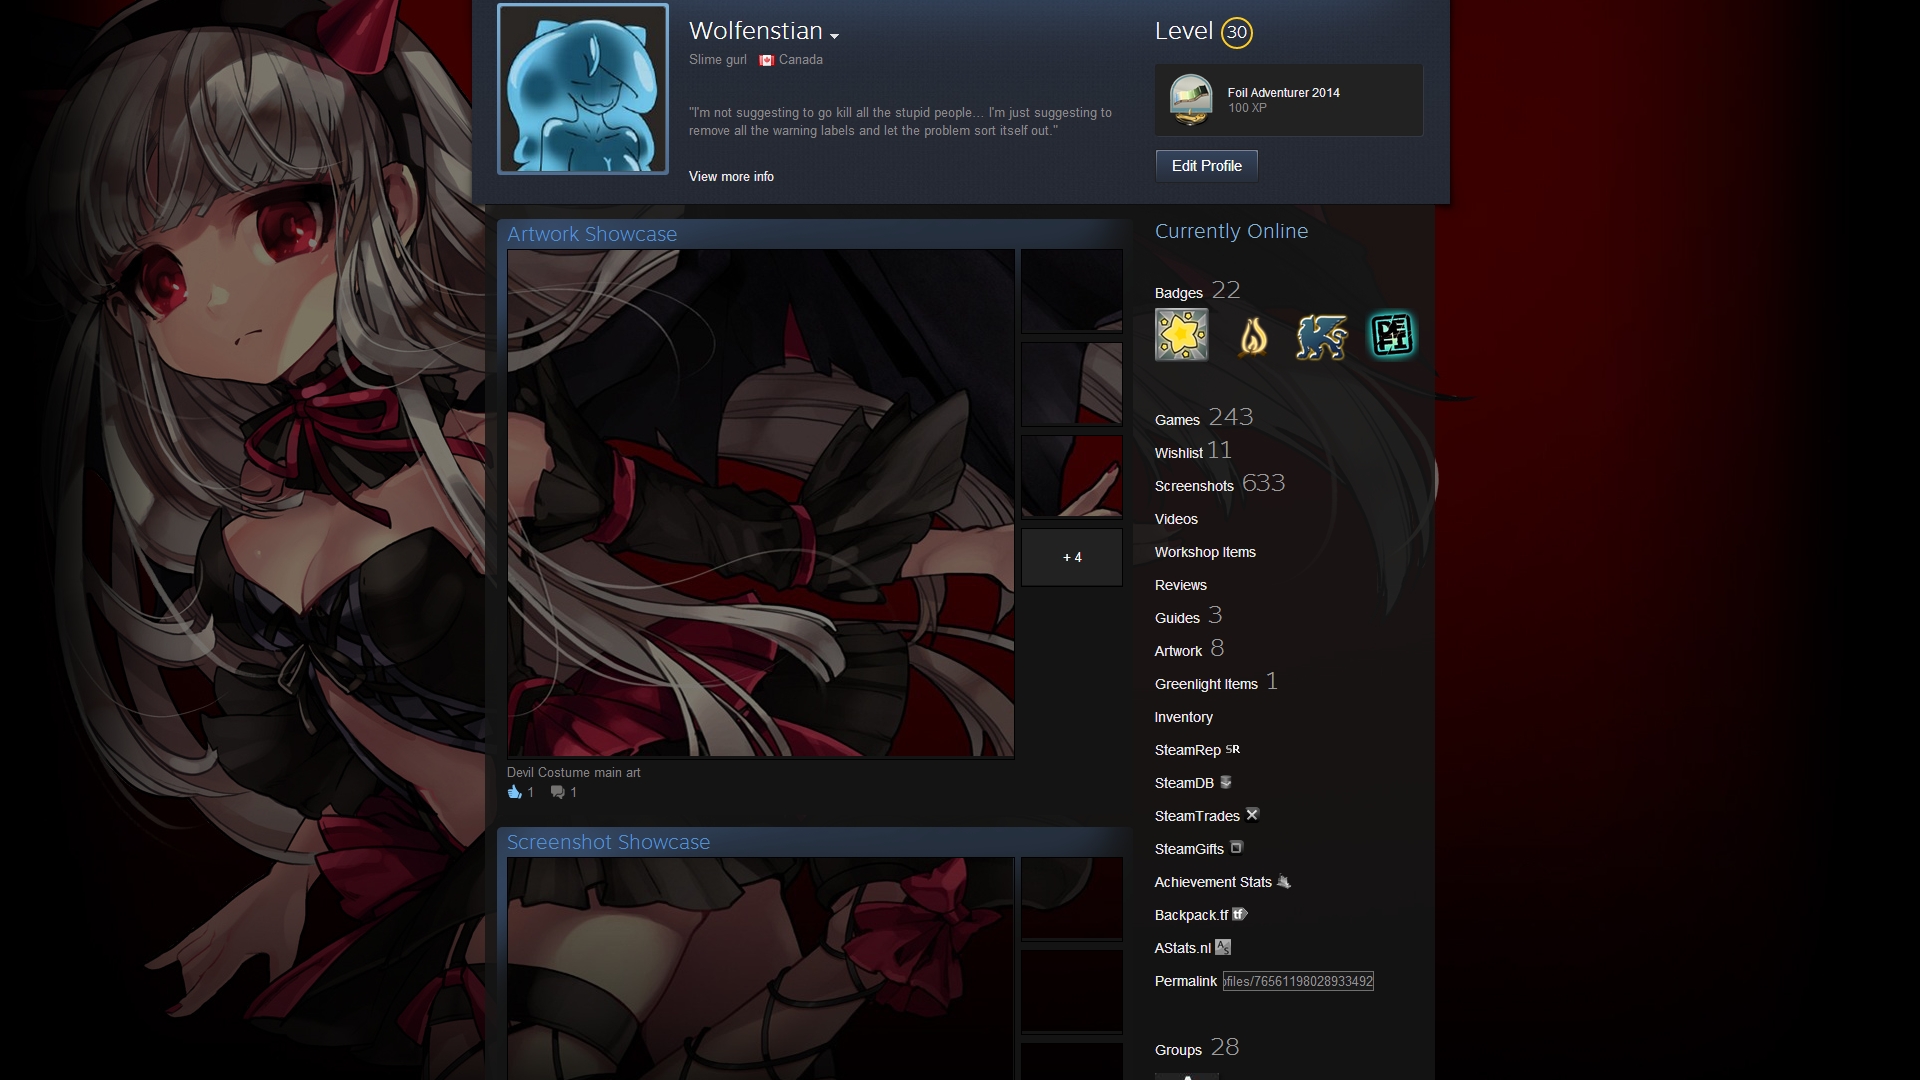 Wolfenstian
Slime gurl Canada
"I'm not suggesting to go kill all the stupid people... I'm just suggesting to
remove all the warning labels and let the problem sort itself out."
View more info
Level 30
Foil Adventurer 2014
100 XP
Edit Profile
Artwork Showcase
+ 4
Devil Costume main art
1 1
Screenshot Showcase
Currently Online
Badges 22
DEFY
Games 243
Wishlist 11
Screenshots 633
Videos
Workshop Items
Reviews
Guides 3
Artwork 8
Greenlight Items 1
Inventory
SteamRep SR
SteamDB
SteamTrades
SteamGifts
Achievement Stats
Backpack.tf tf
AStats.nl AS
Permalink files/76561198028933492
Groups 28